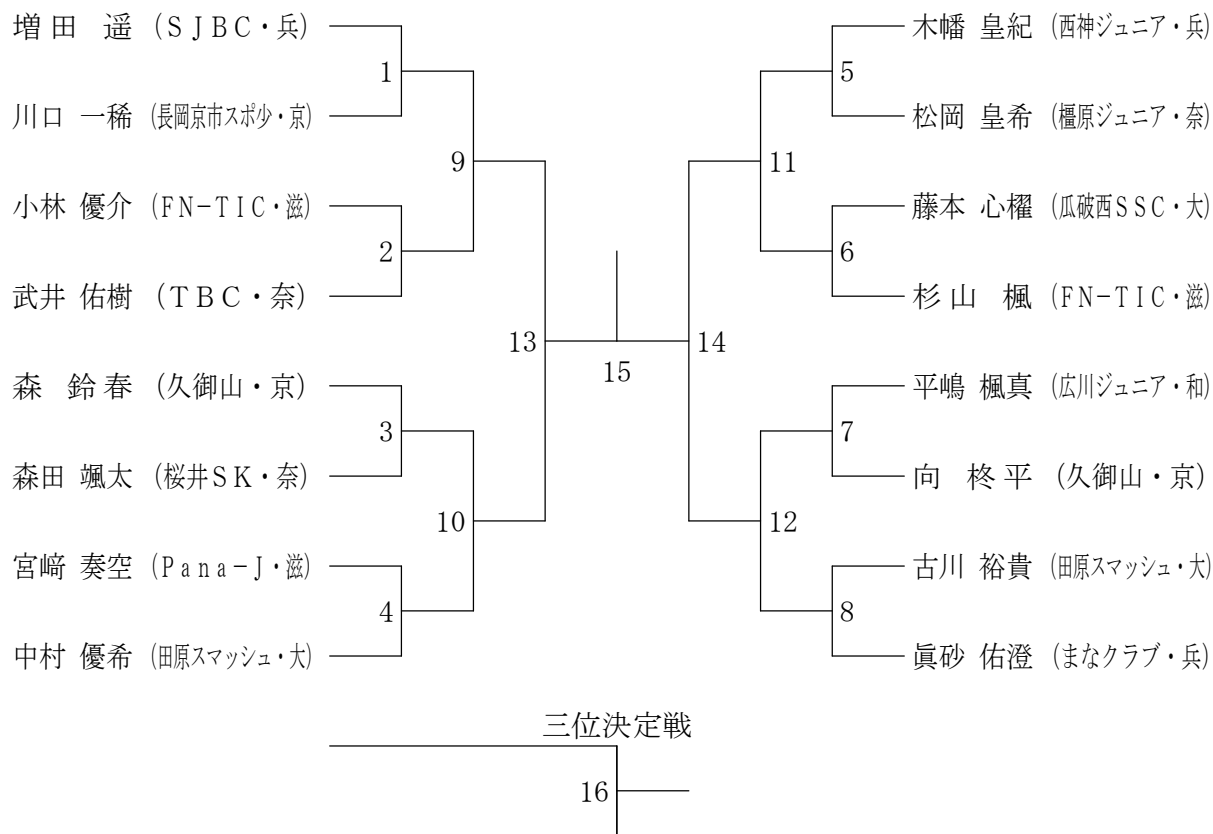 増田 遥 (SJBC・兵)
1
川口 一稀 (長岡京市スポ少・京)
9
小林 優介 (FN-TIC・滋)
2
武井 佑樹 (TBC・奈)
13
森 鈴春 (久御山・京)
3
森田 颯太 (桜井SK・奈)
10
宮﨑 奏空 (Pana-J・滋)
4
中村 優希 (田原スマッシュ・大)
15
木幡 皇紀 (西神ジュニア・兵)
5
松岡 皇希 (橿原ジュニア・奈)
11
藤本 心櫂 (瓜破西SSC・大)
6
杉山 楓 (FN-TIC・滋)
14
平嶋 楓真 (広川ジュニア・和)
7
向 柊平 (久御山・京)
12
古川 裕貴 (田原スマッシュ・大)
8
眞砂 佑澄 (まなクラブ・兵)
三位決定戦
16